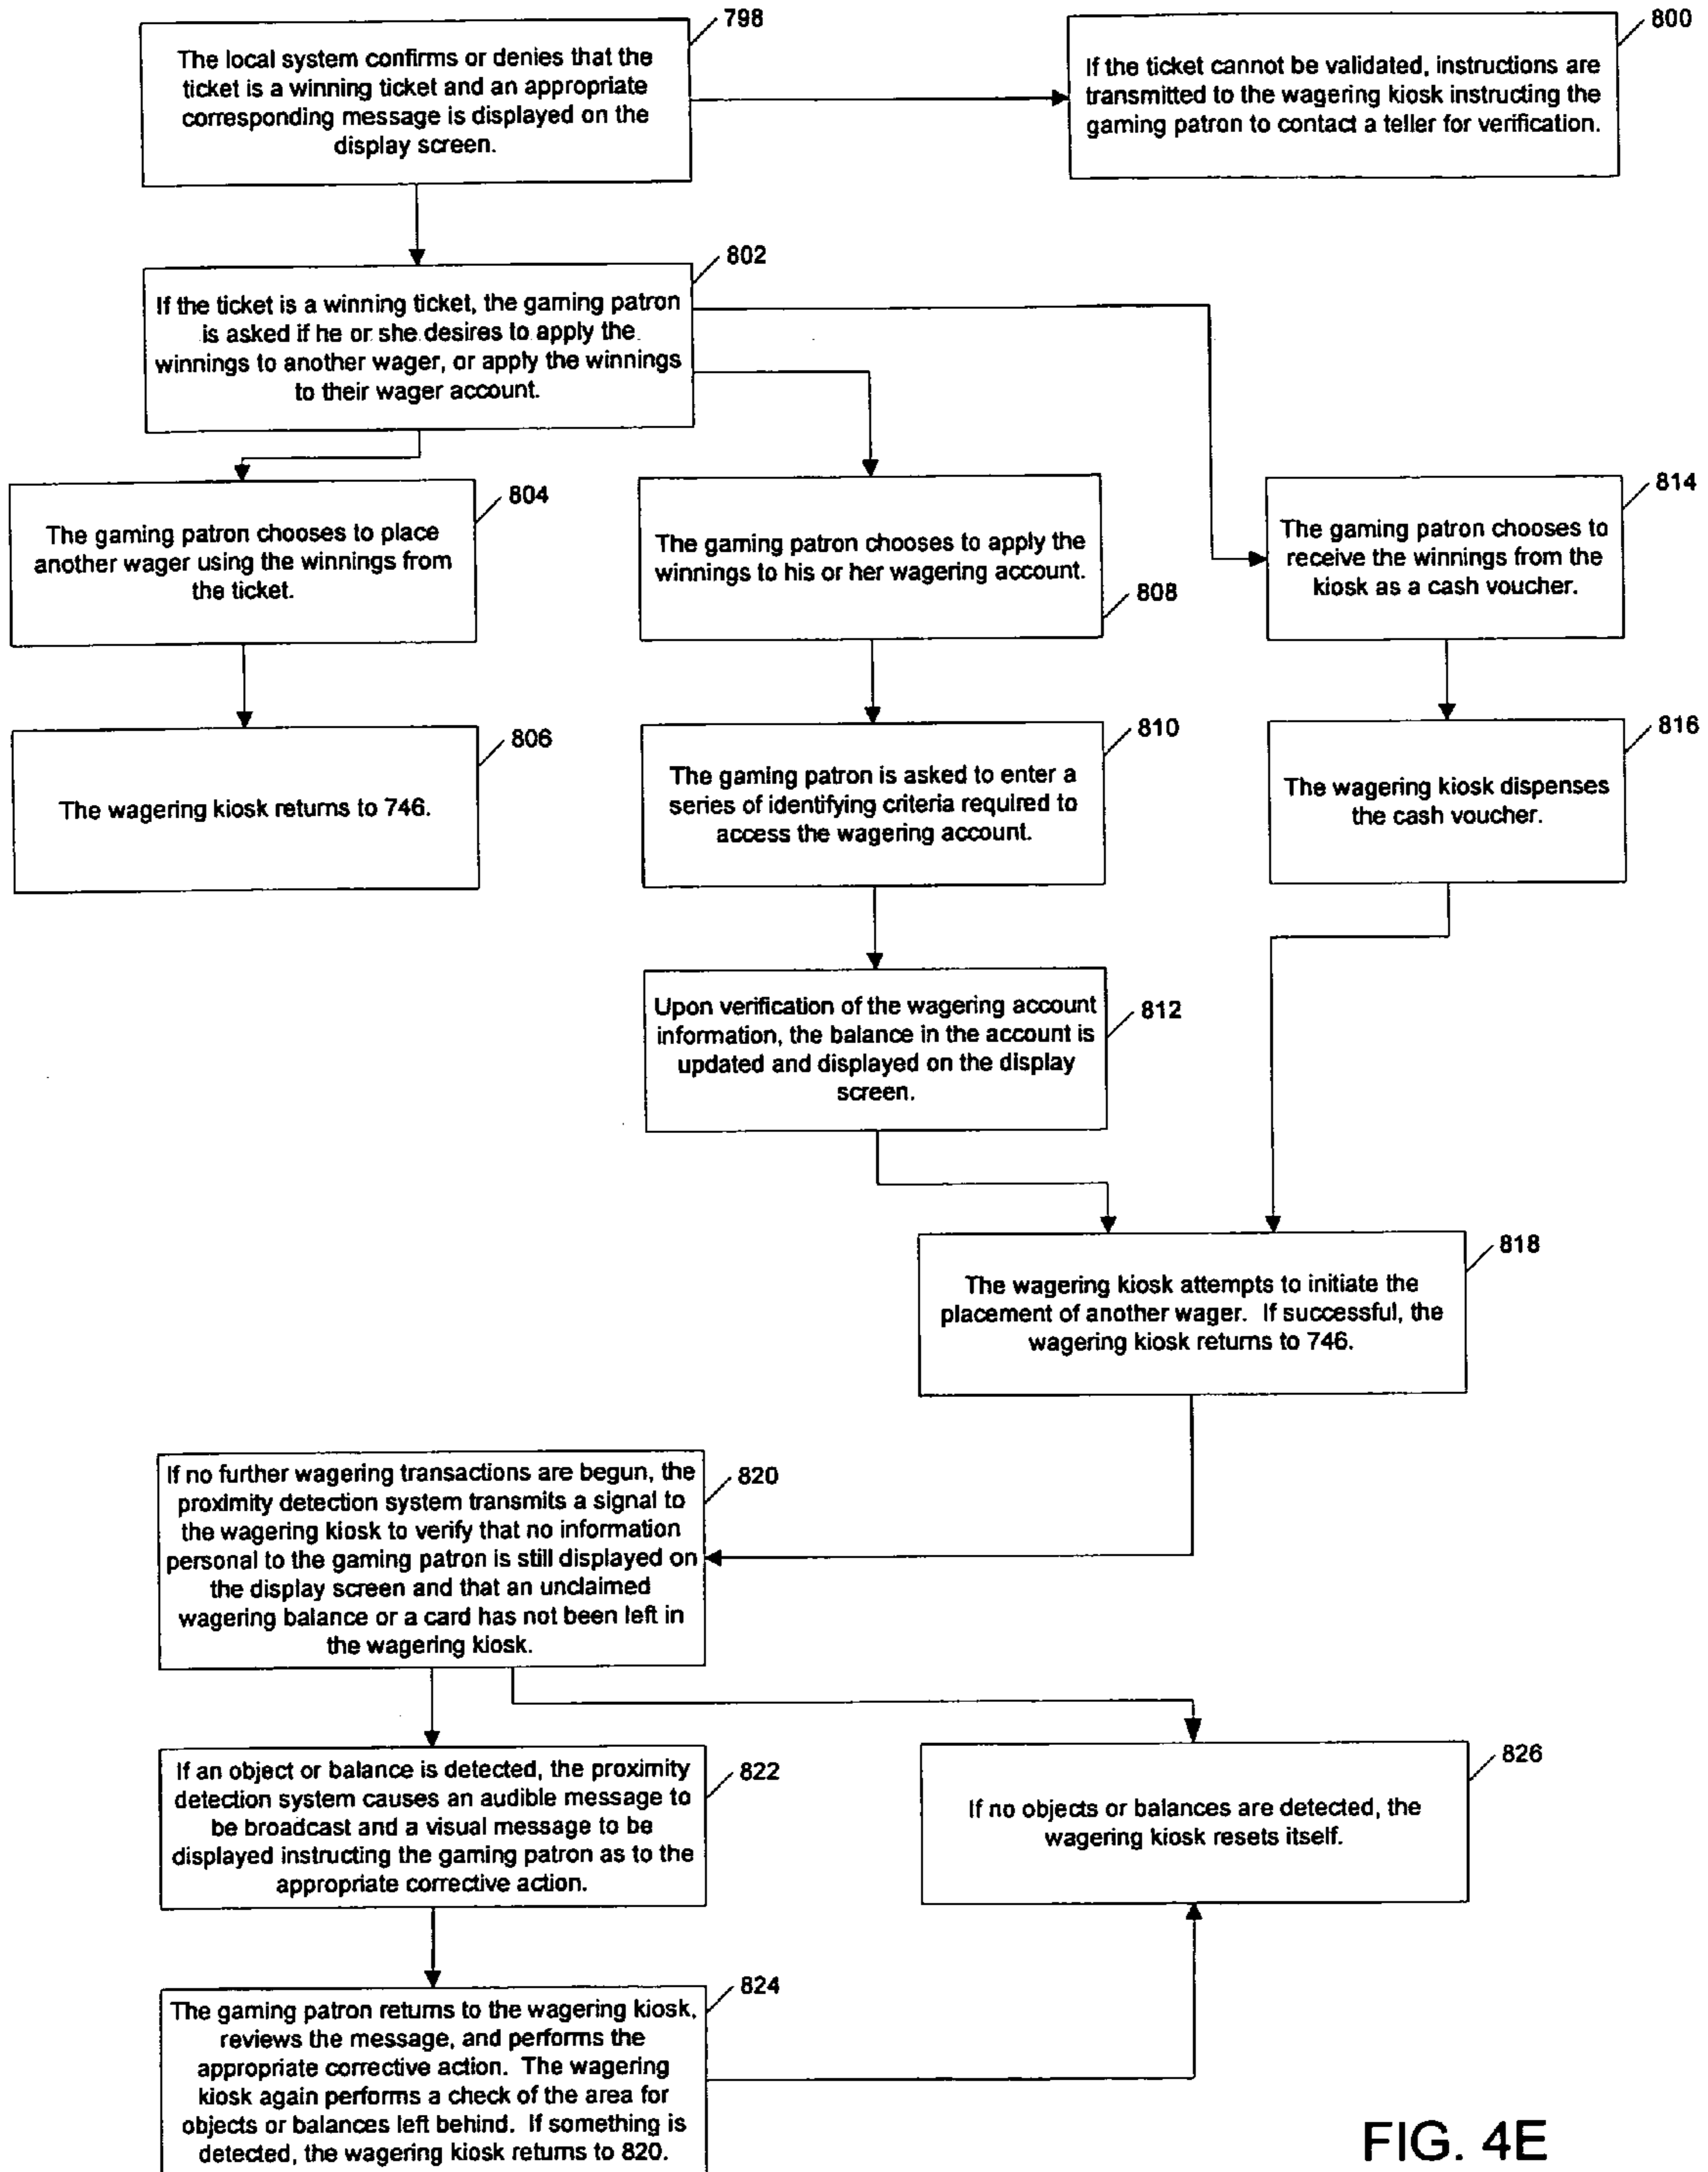 798
The local system confirms or denies that the
ticket is a winning ticket and an appropriate
corresponding message is displayed on the
display screen.
800
If the ticket cannot be validated, instructions are
transmitted to the wagering kiosk instructing the
gaming patron to contact a teller for verification.
802
If the ticket is a winning ticket, the gaming patron
is asked if he or she desires to apply the
winnings to another wager, or apply the winnings
to their wager account.
804
The gaming patron chooses to place
another wager using the winnings from
the ticket.
The gaming patron chooses to apply the
winnings to his or her wagering account.
808
814
The gaming patron chooses to
receive the winnings from the
kiosk as a cash voucher.
806
The wagering kiosk returns to 746.
810
The gaming patron is asked to enter a
series of identifying criteria required to
access the wagering account.
816
The wagering kiosk dispenses
the cash voucher.
Upon verification of the wagering account
information, the balance in the account is
updated and displayed on the display
screen.
812
818
The wagering kiosk attempts to initiate the
placement of another wager. If successful, the
wagering kiosk returns to 746.
If no further wagering transactions are begun, the
proximity detection system transmits a signal to
the wagering kiosk to verify that no information
personal to the gaming patron is still displayed on
the display screen and that an unclaimed
wagering balance or a card has not been left in
the wagering kiosk.
820
If an object or balance is detected, the proximity
detection system causes an audible message to
be broadcast and a visual message to be
displayed instructing the gaming patron as to the
appropriate corrective action.
822
826
If no objects or balances are detected, the
wagering kiosk resets itself.
824
The gaming patron returns to the wagering kiosk,
reviews the message, and performs the
appropriate corrective action. The wagering
kiosk again performs a check of the area for
objects or balances left behind. If something is
detected, the wagering kiosk returns to 820.
FIG. 4E